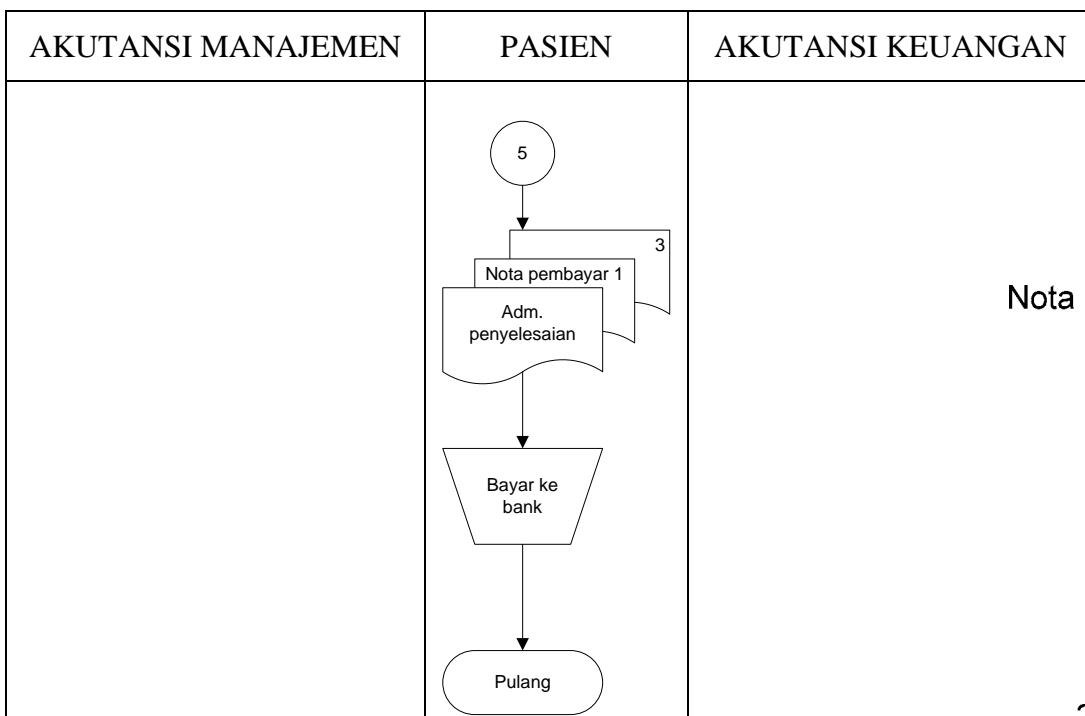 AKUTANSI MANAJEMEN
PASIEN
AKUTANSI KEUANGAN
5
3
Nota pembayar 1
Adm.
penyelesaian
Nota
Bayar ke
bank
Pulang